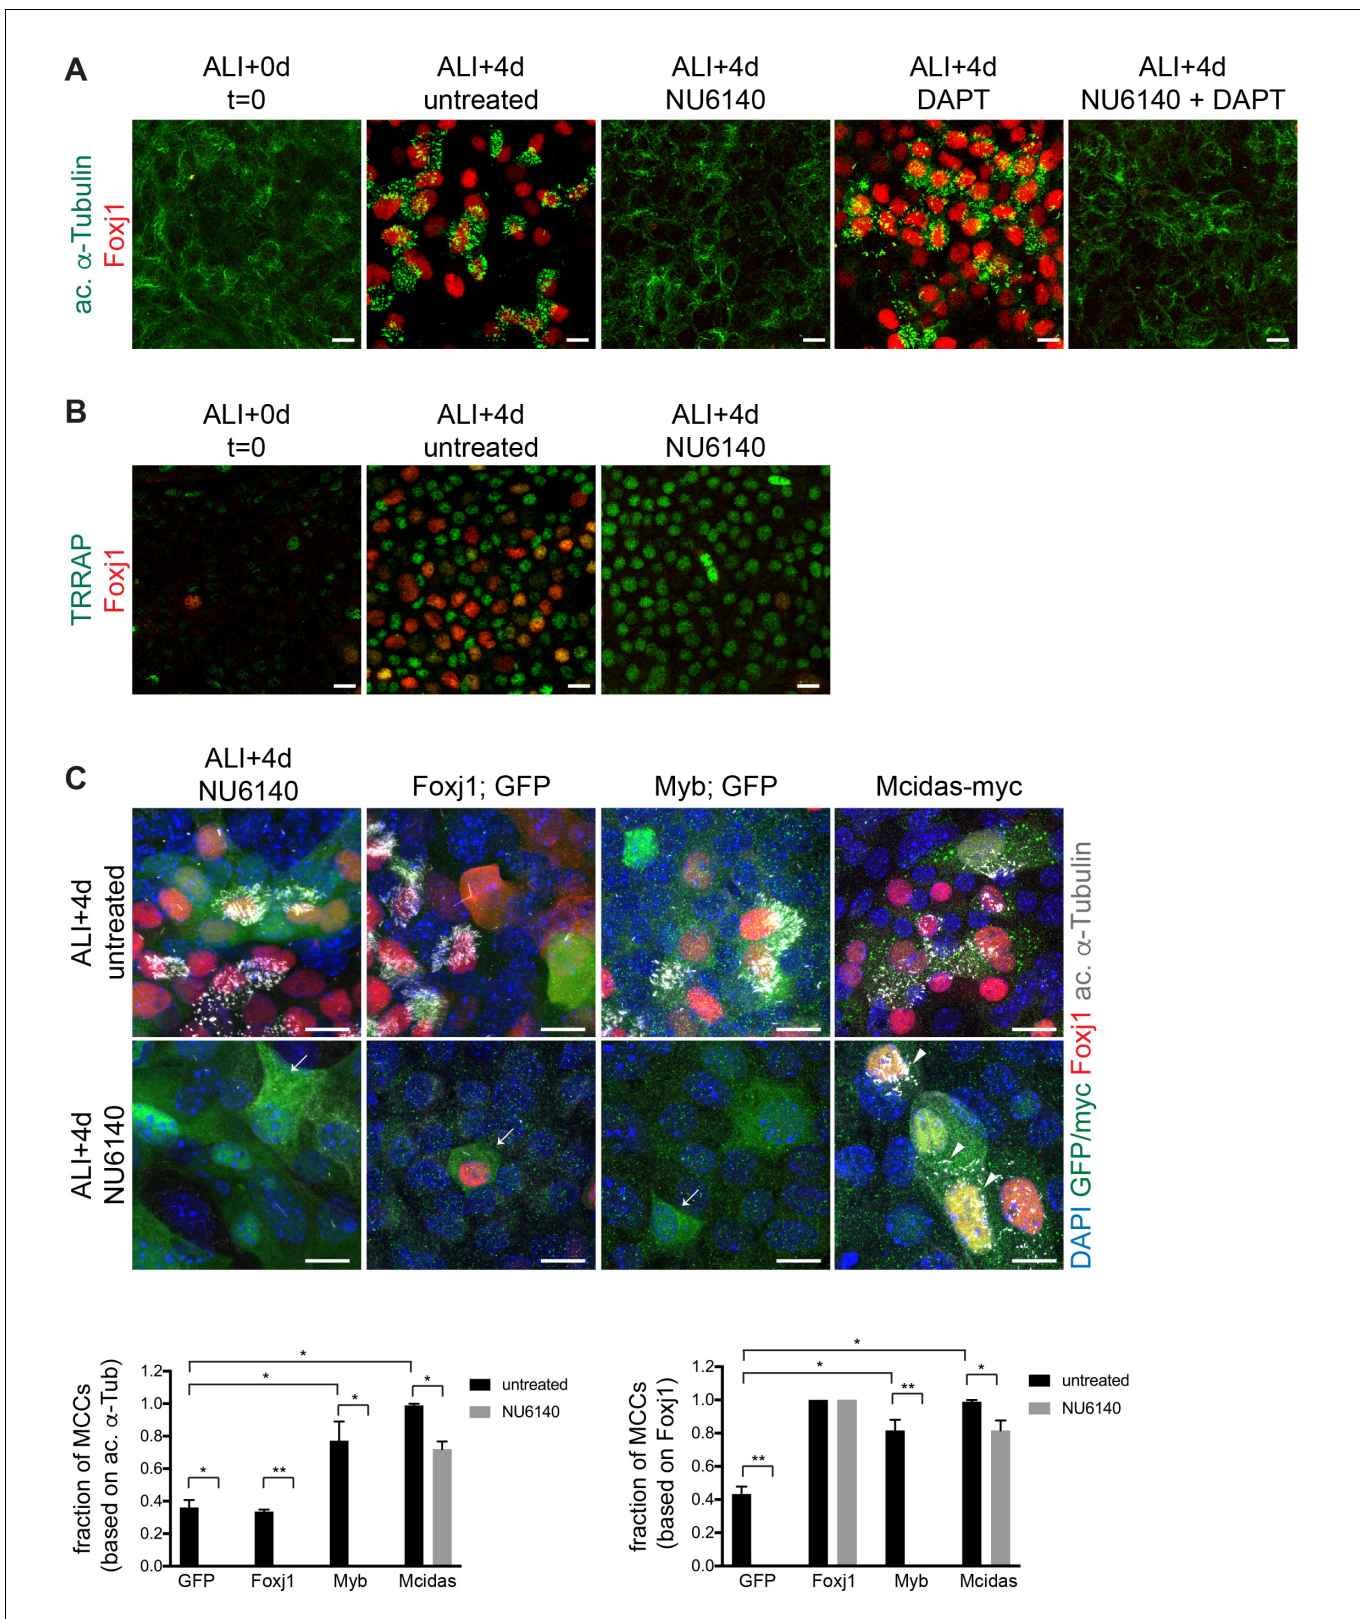 A
ALI+0d
t=0
ALI+4d
untreated
ALI+4d
NU6140
ALI+4d
DAPT
ALI+4d
NU6140 + DAPT
ac. α-Tubulin
Foxj1
B
ALI+0d
t=0
ALI+4d
untreated
ALI+4d
NU6140
TRRAP
Foxj1
C
ALI+4d
NU6140
Foxj1; GFP
Myb; GFP
Mcidas-myc
ALI+4d
untreated
ALI+4d
NU6140
DAPI GFP/myc Foxj1 ac. α-Tubulin
fraction of MCCs
(based on ac. α-Tub)
1.2
1.0
0.8
0.6
0.4
0.2
0.0
*
*
*
**
*
*
GFP
Foxj1
Myb
Mcidas
untreated
NU6140
fraction of MCCs
(based on Foxj1)
1.2
1.0
0.8
0.6
0.4
0.2
0.0
*
*
**
**
*
GFP
Foxj1
Myb
Mcidas
untreated
NU6140